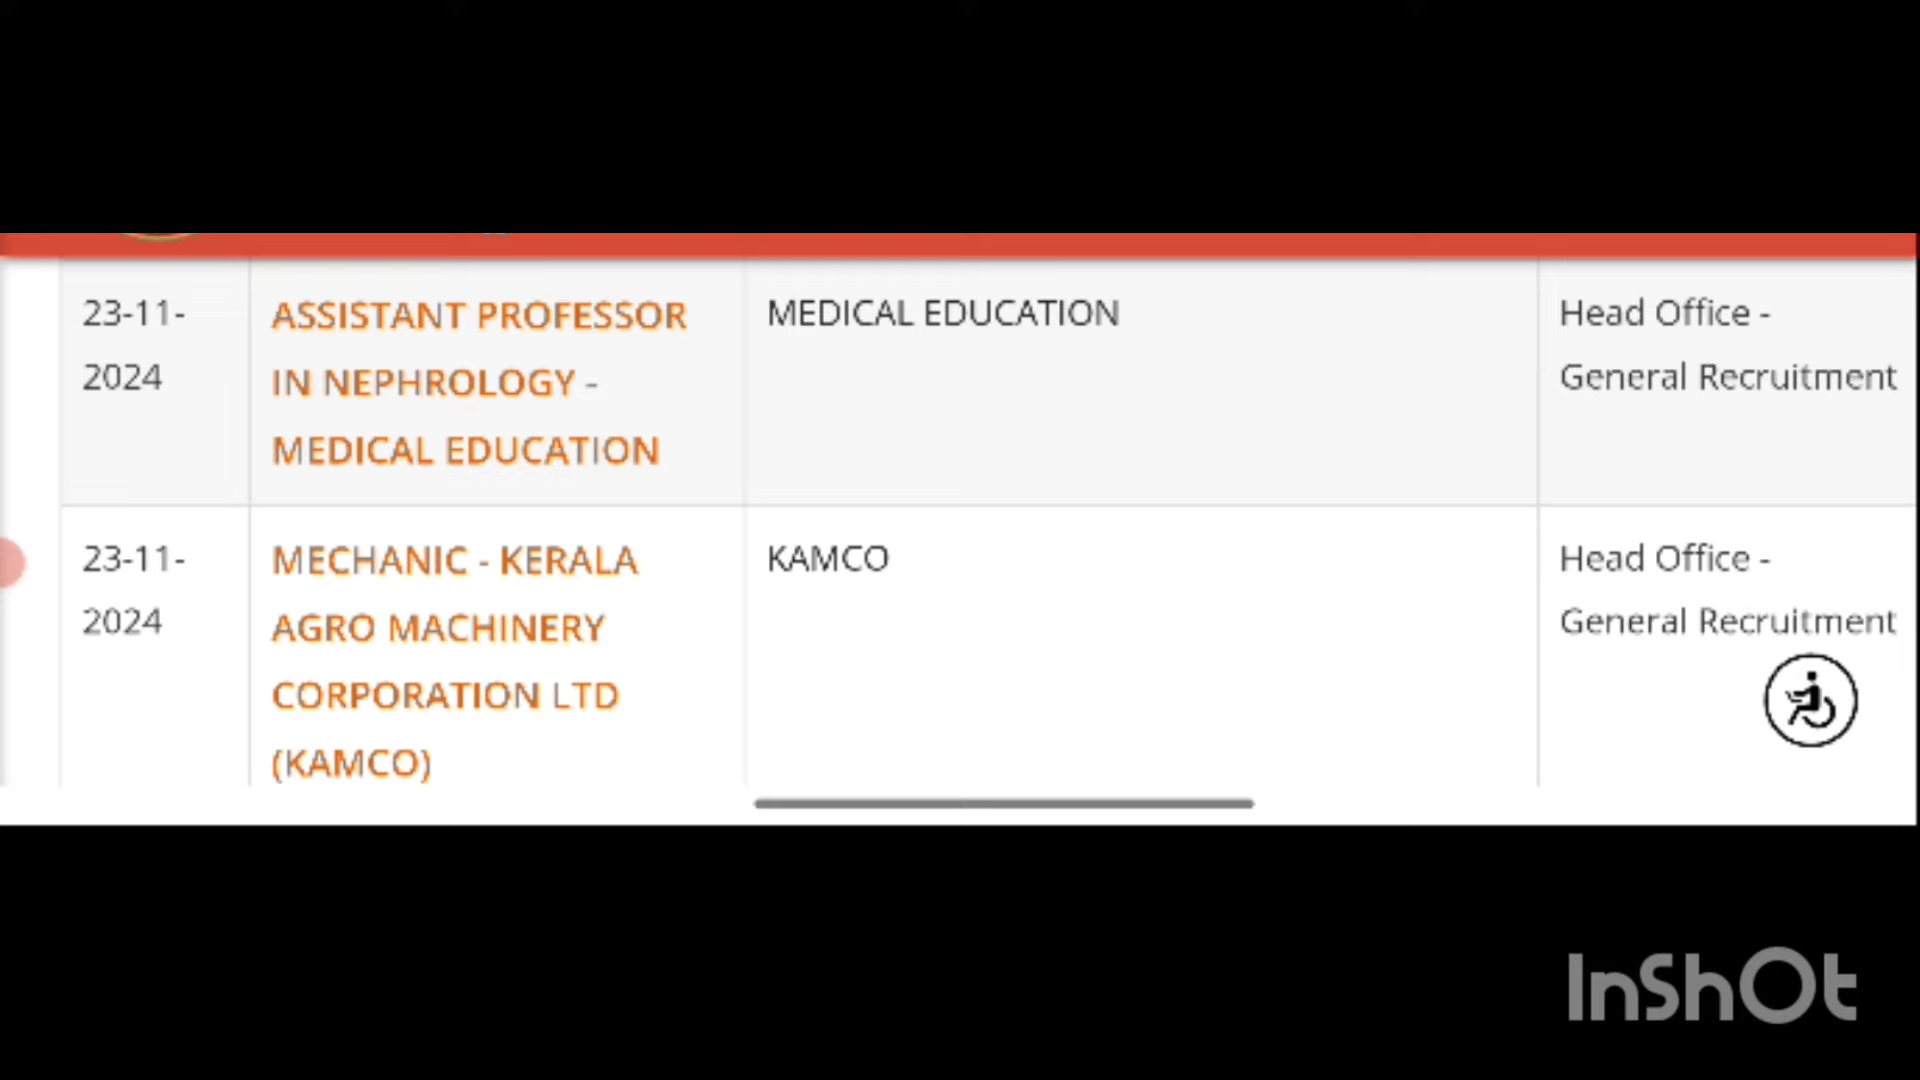 23-11-
2024
ASSISTANT PROFESSOR
IN NEPHROLOGY -
MEDICAL EDUCATION
MEDICAL EDUCATION
Head Office -
General Recruitment
23-11-
2024
MECHANIC - KERALA
AGRO MACHINERY
CORPORATION LTD
(KAMCO)
KAMCO
Head Office -
General Recruitment
InShOt